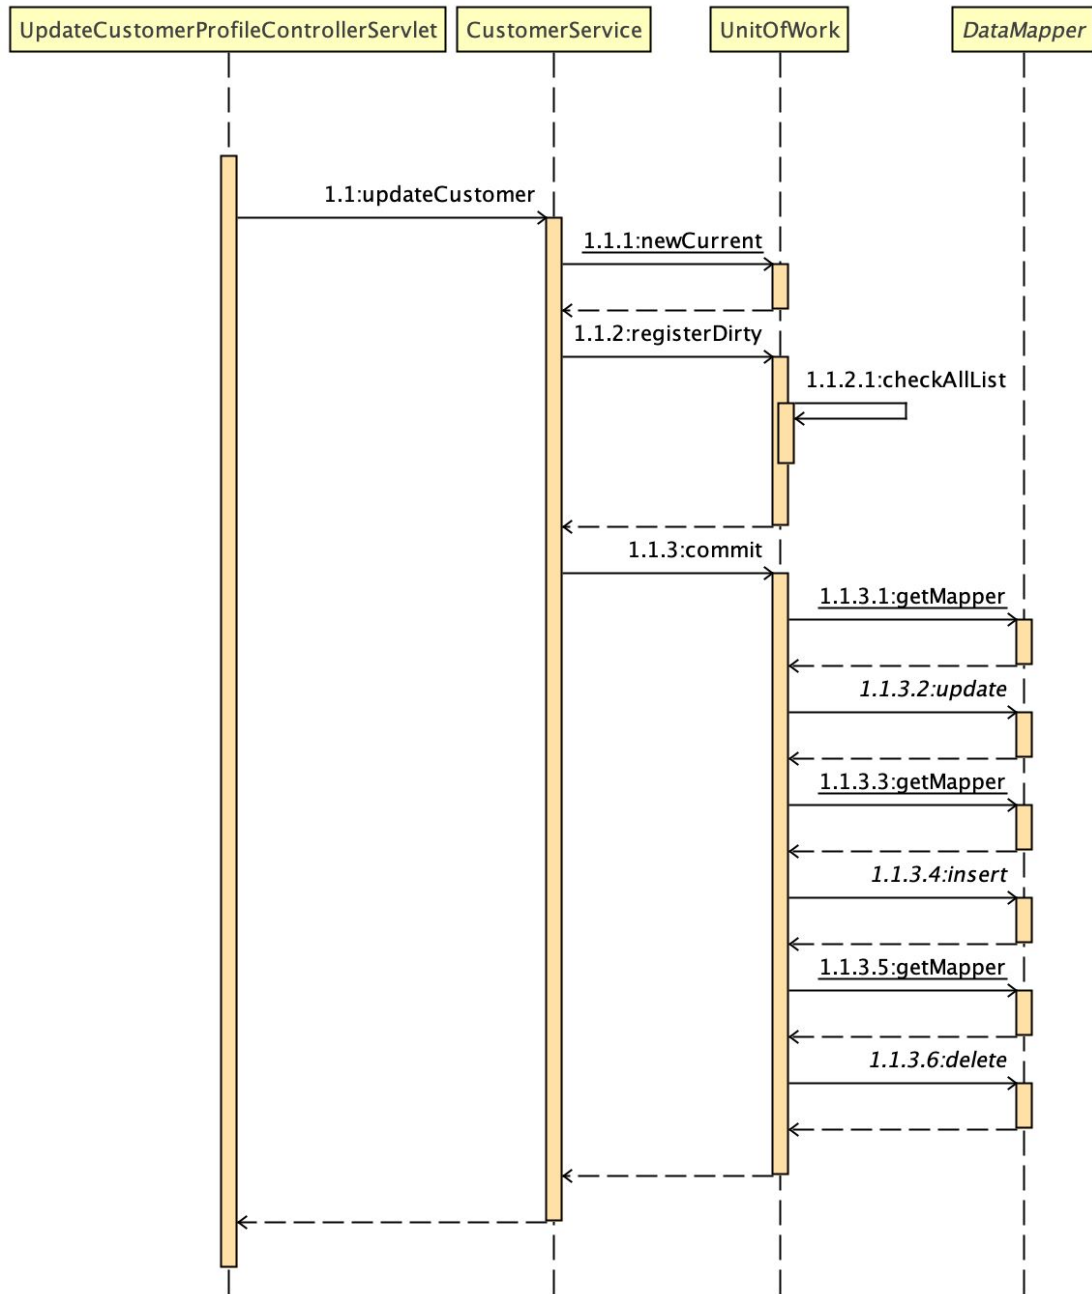 UpdateCustomerProfileControllerServlet
CustomerService
UnitOfWork
DataMapper
1.1:updateCustomer
1.1.1:newCurrent
1.1.2:registerDirty
1.1.2.1:checkAllList
1.1.3:commit
1.1.3.1:getMapper
1.1.3.2:update
1.1.3.3:getMapper
1.1.3.4:insert
1.1.3.5:getMapper
1.1.3.6:delete